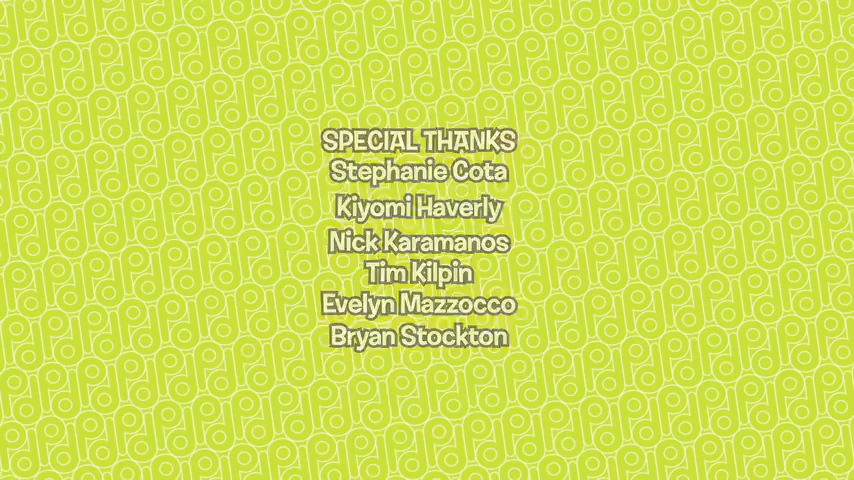 SPECIAL THANKS
Stephanie Cota
Kiyomi Haverly
Nick Karamanos
Tim Kilpin
Evelyn Mazzocco
Bryan Stockton